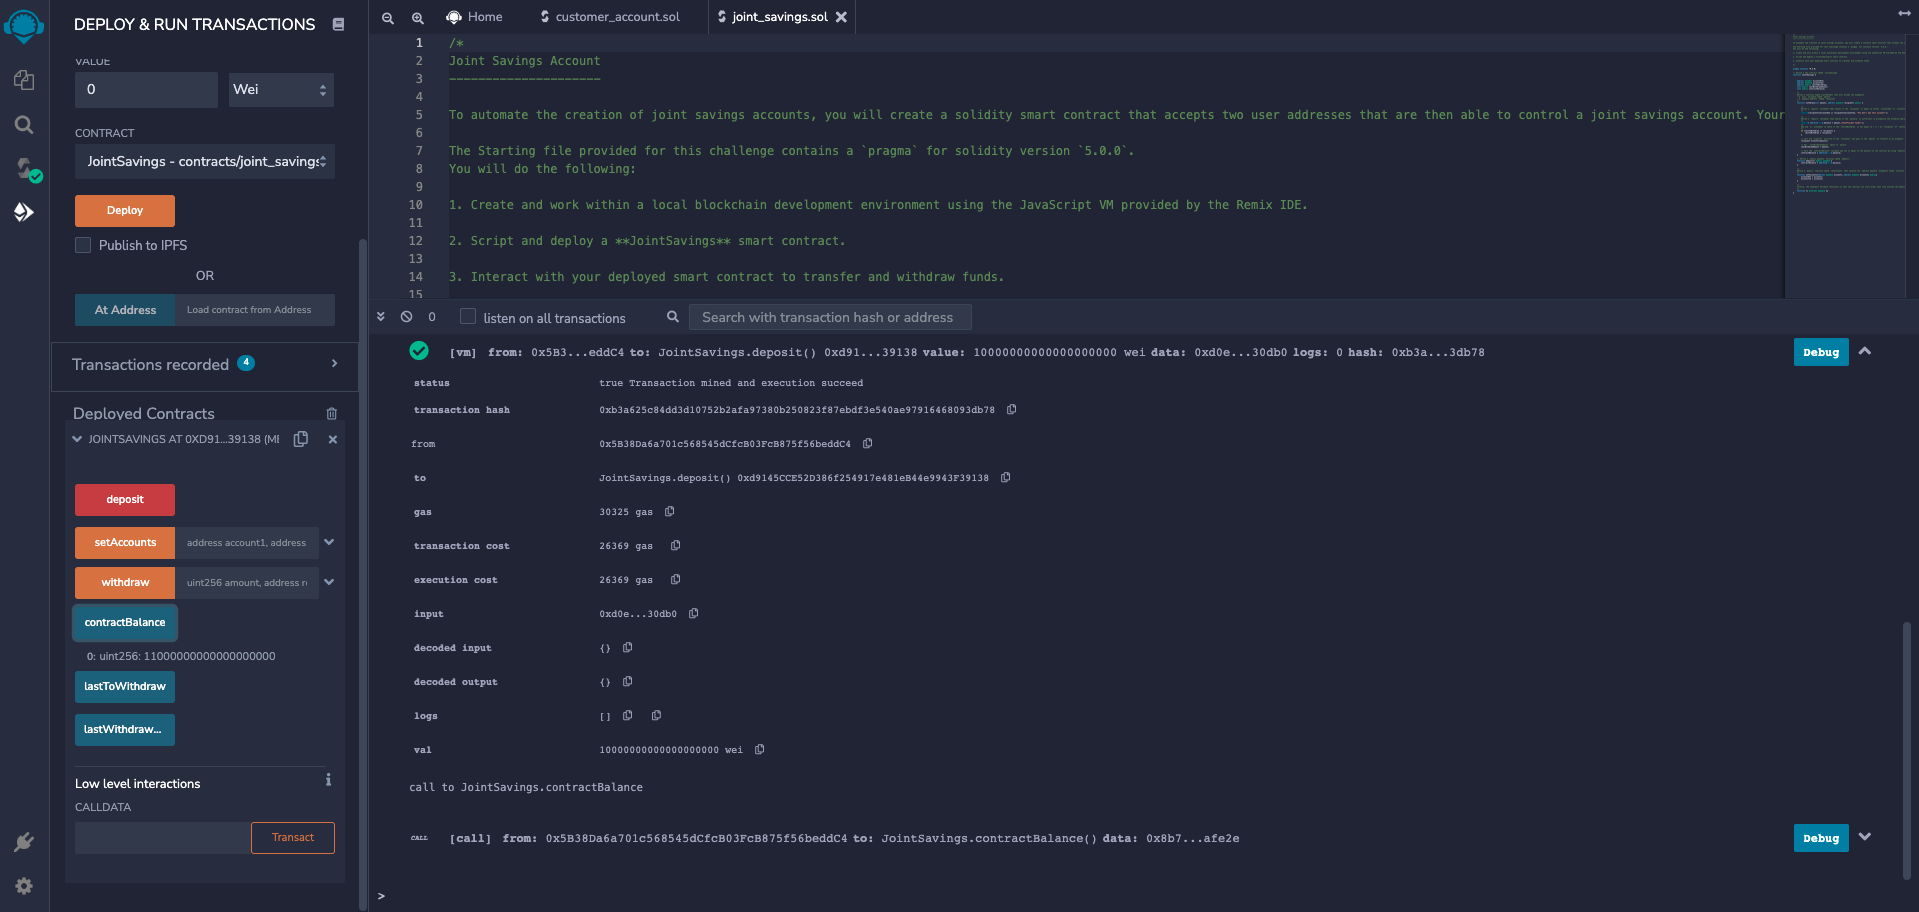 DEPLOY & RUN TRANSACTIONS
VALUE
0
Wei
CONTRACT
JointSavings - contracts/joint_savings
Deploy
Publish to IPFS
OR
At Address
Load contract from Address
Transactions recorded 4
Deployed Contracts
JOINTSAVINGS AT 0XD91...39138 (ME
deposit
setAccounts
address account1, address
withdraw
uint256 amount, address re
contractBalance
0: uint256: 11000000000000000000
lastToWithdraw
lastWithdraw...
Low level interactions
CALLDATA
Transact
Home
customer_account.sol
joint_savings.sol
1 /*
2 Joint Savings Account
3 ---------------------
4
5 To automate the creation of joint savings accounts, you will create a solidity smart contract that accepts two user addresses that are then able to control a joint savings account. Your
6
7 The Starting file provided for this challenge contains a `pragma` for solidity version `5.0.0`.
8 You will do the following:
9
10 1. Create and work within a local blockchain development environment using the JavaScript VM provided by the Remix IDE.
11
12 2. Script and deploy a **JointSavings** smart contract.
13
14 3. Interact with your deployed smart contract to transfer and withdraw funds.
15
0
listen on all transactions
Search with transaction hash or address
[vm] from: 0x5B3...eddC4 to: JointSavings.deposit() 0xd91...39138 value: 10000000000000000000 wei data: 0xd0e...30db0 logs: 0 hash: 0xb3a...3db78
Debug
status true Transaction mined and execution succeed
transaction hash 0xb3a625c84dd3d10752b2afa97380b250823f87ebdf3e540ae97916468093db78
from 0x5B38Da6a701c568545dCfcB03FcB875f56beddC4
to JointSavings.deposit() 0xd9145CCE52D386f254917e481eB44e9943F39138
gas 30325 gas
transaction cost 26369 gas
execution cost 26369 gas
input 0xd0e...30db0
decoded input {}
decoded output {}
logs []
val 10000000000000000000 wei
call to JointSavings.contractBalance
CALL [call] from: 0x5B38Da6a701c568545dCfcB03FcB875f56beddC4 to: JointSavings.contractBalance() data: 0x8b7...afe2e
Debug
>